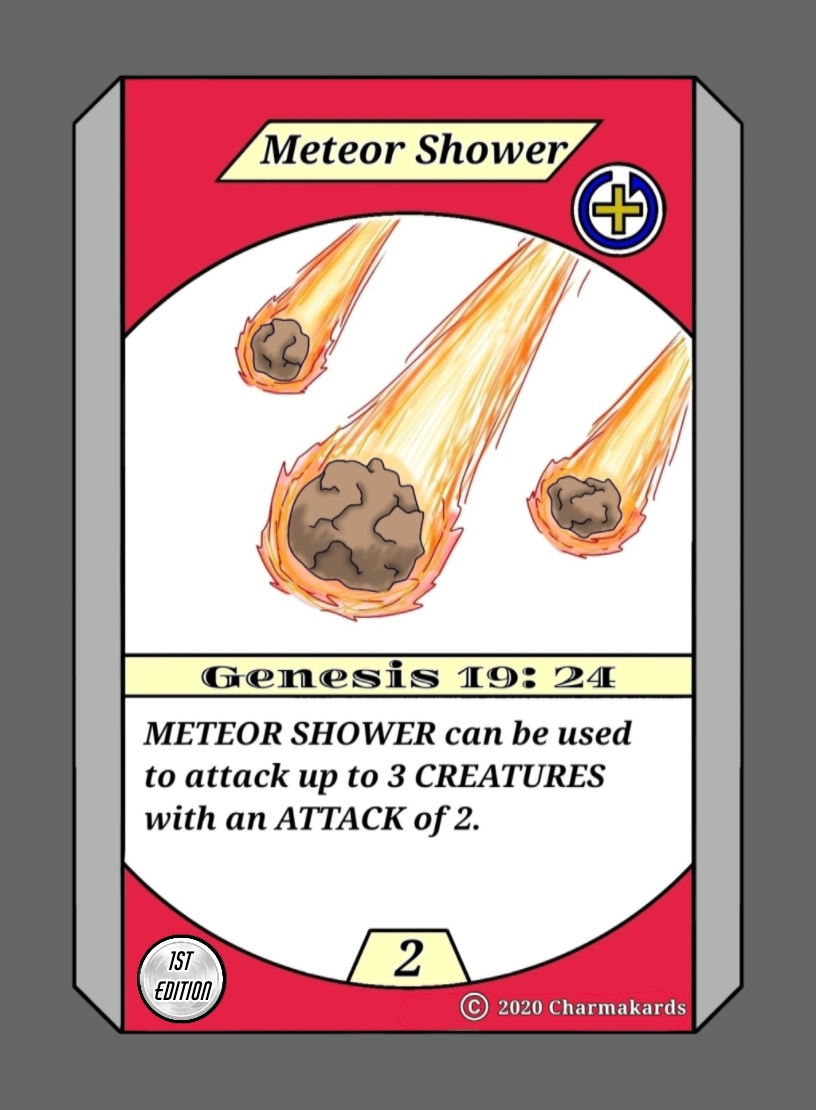 Meteor Shower
Genesis 19: 24
METEOR SHOWER can be used
to attack up to 3 CREATURES
with an ATTACK of 2.
2
1ST
EDITION
© 2020 Charmakards